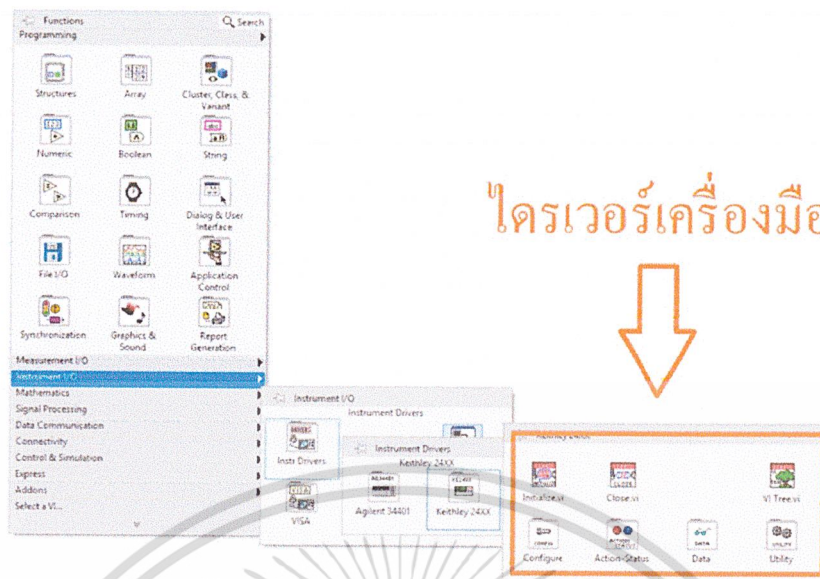 Functions Search
Programming
Structures Array Cluster, Class, & Variant
Numeric Boolean String
Comparison Timing Dialog & User Interface
File I/O Waveform Application Control
Synchronization Graphics & Sound Report Generation
Measurement I/O
Instrument I/O
Mathematics
Signal Processing
Data Communication
Connectivity
Control & Simulation
Express
Addons
Select a VI...
ไดรเวอร์เครื่องมือ
Instrument I/O
Instrument Drivers
Instr Drivers
VISA
Instrument Drivers
Keithley 24XX
Agilent 34401 Keithley 24XX
Keithley 24XX
Initialize.vi Close.vi VI Tree.vi
Configure Action-Status Data Utility